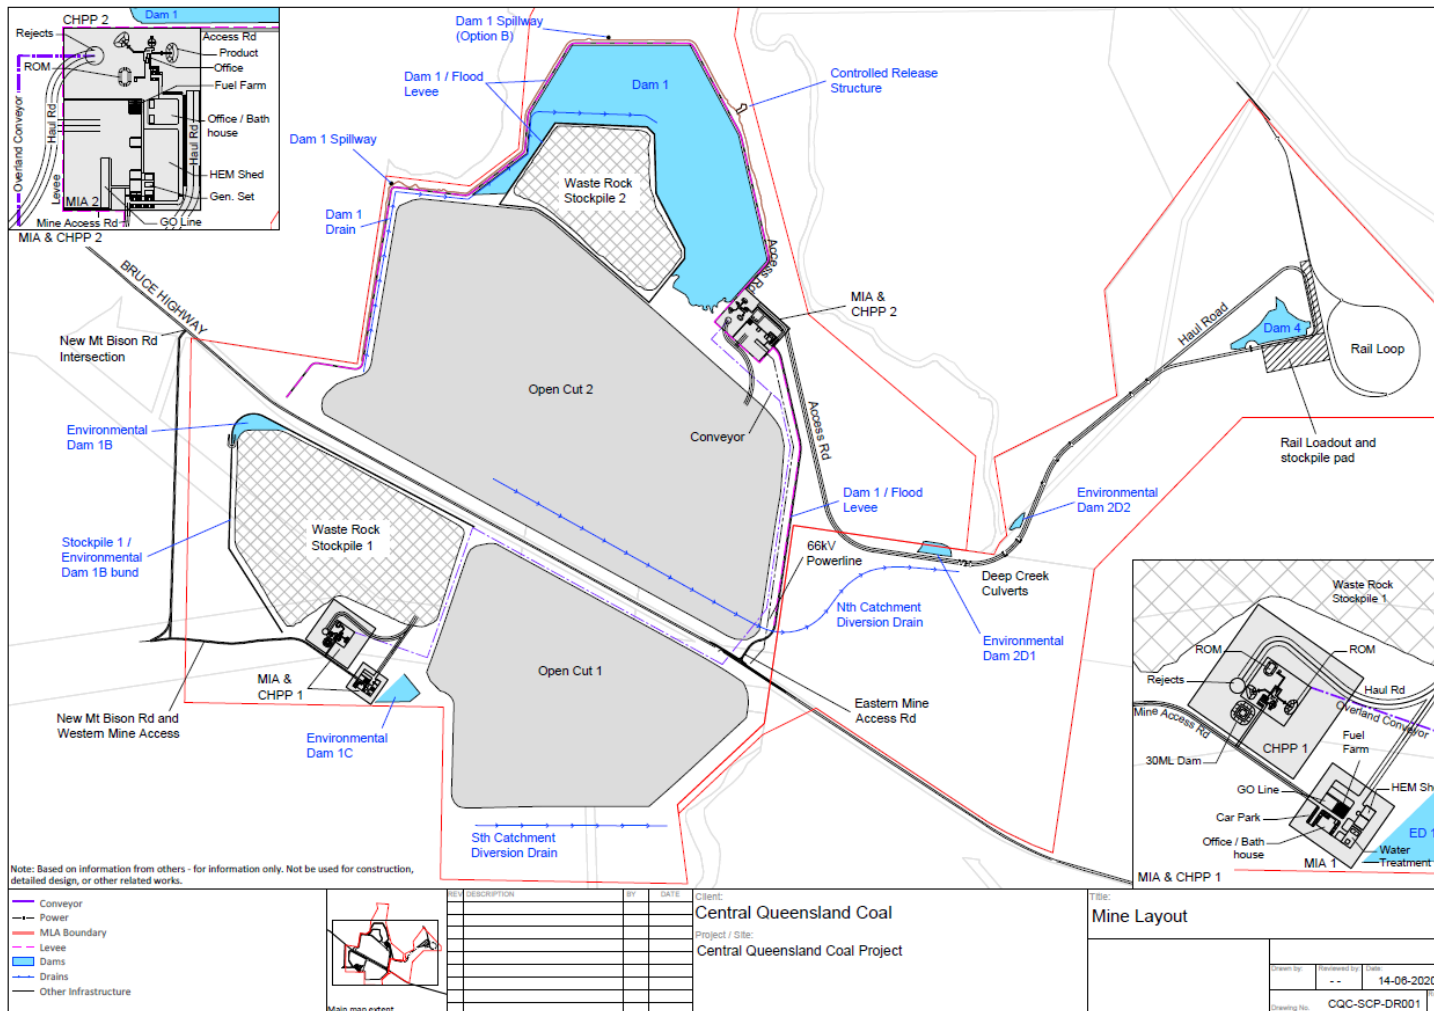 CHPP 2
Dam 1
Rejects
Access Rd
Product
Office
ROM
Fuel Farm
Office / Bath
house
Overland Conveyor
Haul Rd
Haul Rd
HEM Shed
Levee
MIA 2
Gen. Set
Mine Access Rd
GO Line
MIA & CHPP 2
Dam 1 Spillway
(Option B)
Dam 1 / Flood
Levee
Dam 1
Controlled Release
Structure
Dam 1 Spillway
Waste Rock
Stockpile 2
Dam 1
Drain
Access Rd
BRUCE HIGHWAY
MIA &
CHPP 2
New Mt Bison Rd
Intersection
Haul Road
Dam 4
Rail Loop
Open Cut 2
Access Rd
Conveyor
Environmental
Dam 1B
Rail Loadout and
stockpile pad
Dam 1 / Flood
Levee
Environmental
Dam 2D2
Waste Rock
Stockpile 1
Stockpile 1 /
Environmental
Dam 1B bund
66kV
Powerline
Deep Creek
Culverts
Nth Catchment
Diversion Drain
Environmental
Dam 2D1
Open Cut 1
MIA &
CHPP 1
Eastern Mine
Access Rd
New Mt Bison Rd and
Western Mine Access
Environmental
Dam 1C
Sth Catchment
Diversion Drain
Waste Rock
Stockpile 1
ROM
ROM
Rejects
Haul Rd
Mine Access Rd
Overland Conveyor
Fuel
Farm
CHPP 1
30ML Dam
GO Line
HEM She
Car Park
ED 1
Office / Bath
house
Water
Treatment
MIA 1
MIA & CHPP 1
Note: Based on information from others - for information only. Not be used for construction,
detailed design, or other related works.
Conveyor
Power
MLA Boundary
Levee
Dams
Drains
Other Infrastructure
Main map extent
REV DESCRIPTION BY DATE
Client:
Central Queensland Coal
Project / Site:
Central Queensland Coal Project
Title:
Mine Layout
Drawn by: Reviewed by: Date:
- - 14-06-2020
Drawing No. CQC-SCP-DR001